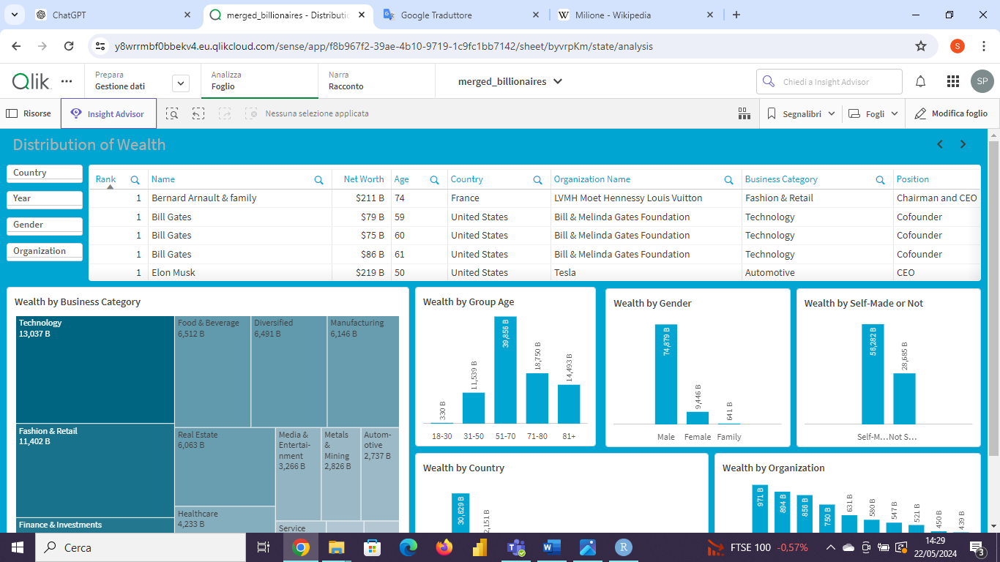 ChatGPT
merged_billionaires - Distributic
Google Traduttore
Milione - Wikipedia
y8wrrmbf0bbekv4.eu.qlikcloud.com/sense/app/f8b967f2-39ae-4b10-9719-1c9fc1bb7142/sheet/byvrpKm/state/analysis
S
Qlik
Prepara
Gestione dati
Analizza
Foglio
Narra
Racconto
merged_billionaires
Chiedi a Insight Advisor
SP
Risorse
Insight Advisor
Nessuna selezione applicata
Segnalibri
Fogli
Modifica foglio
Distribution of Wealth
Country
Year
Gender
Organization
Rank Name Net Worth Age Country Organization Name Business Category Position
1 Bernard Arnault & family $211 B 74 France LVMH Moet Hennessy Louis Vuitton Fashion & Retail Chairman and CEO
1 Bill Gates $79 B 59 United States Bill & Melinda Gates Foundation Technology Cofounder
1 Bill Gates $75 B 60 United States Bill & Melinda Gates Foundation Technology Cofounder
1 Bill Gates $86 B 61 United States Bill & Melinda Gates Foundation Technology Cofounder
1 Elon Musk $219 B 50 United States Tesla Automotive CEO
Wealth by Business Category
Technology
13,037 B
Food & Beverage
6,512 B
Diversified
6,491 B
Manufacturing
6,146 B
Fashion & Retail
11,402 B
Real Estate
6,063 B
Media &
Entertai-
nment
3,266 B
Metals
&
Mining
2,826 B
Autom-
otive
2,737 B
Healthcare
4,233 B
Finance & Investments
Service
Wealth by Group Age
330 B
11,539 B
39,856 B
18,750 B
14,493 B
18-30 31-50 51-70 71-80 81+
Wealth by Gender
74,879 B
9,446 B
641 B
Male Female Family
Wealth by Self-Made or Not
56,282 B
28,685 B
Self-M... Not S...
Wealth by Country
30,629 B
Wealth by Organization
971 B
894 B
856 B
750 B
631 B
580 B
547 B
521 B
450 B
439 B
Cerca
FTSE 100 -0,57%
14:29
22/05/2024
3